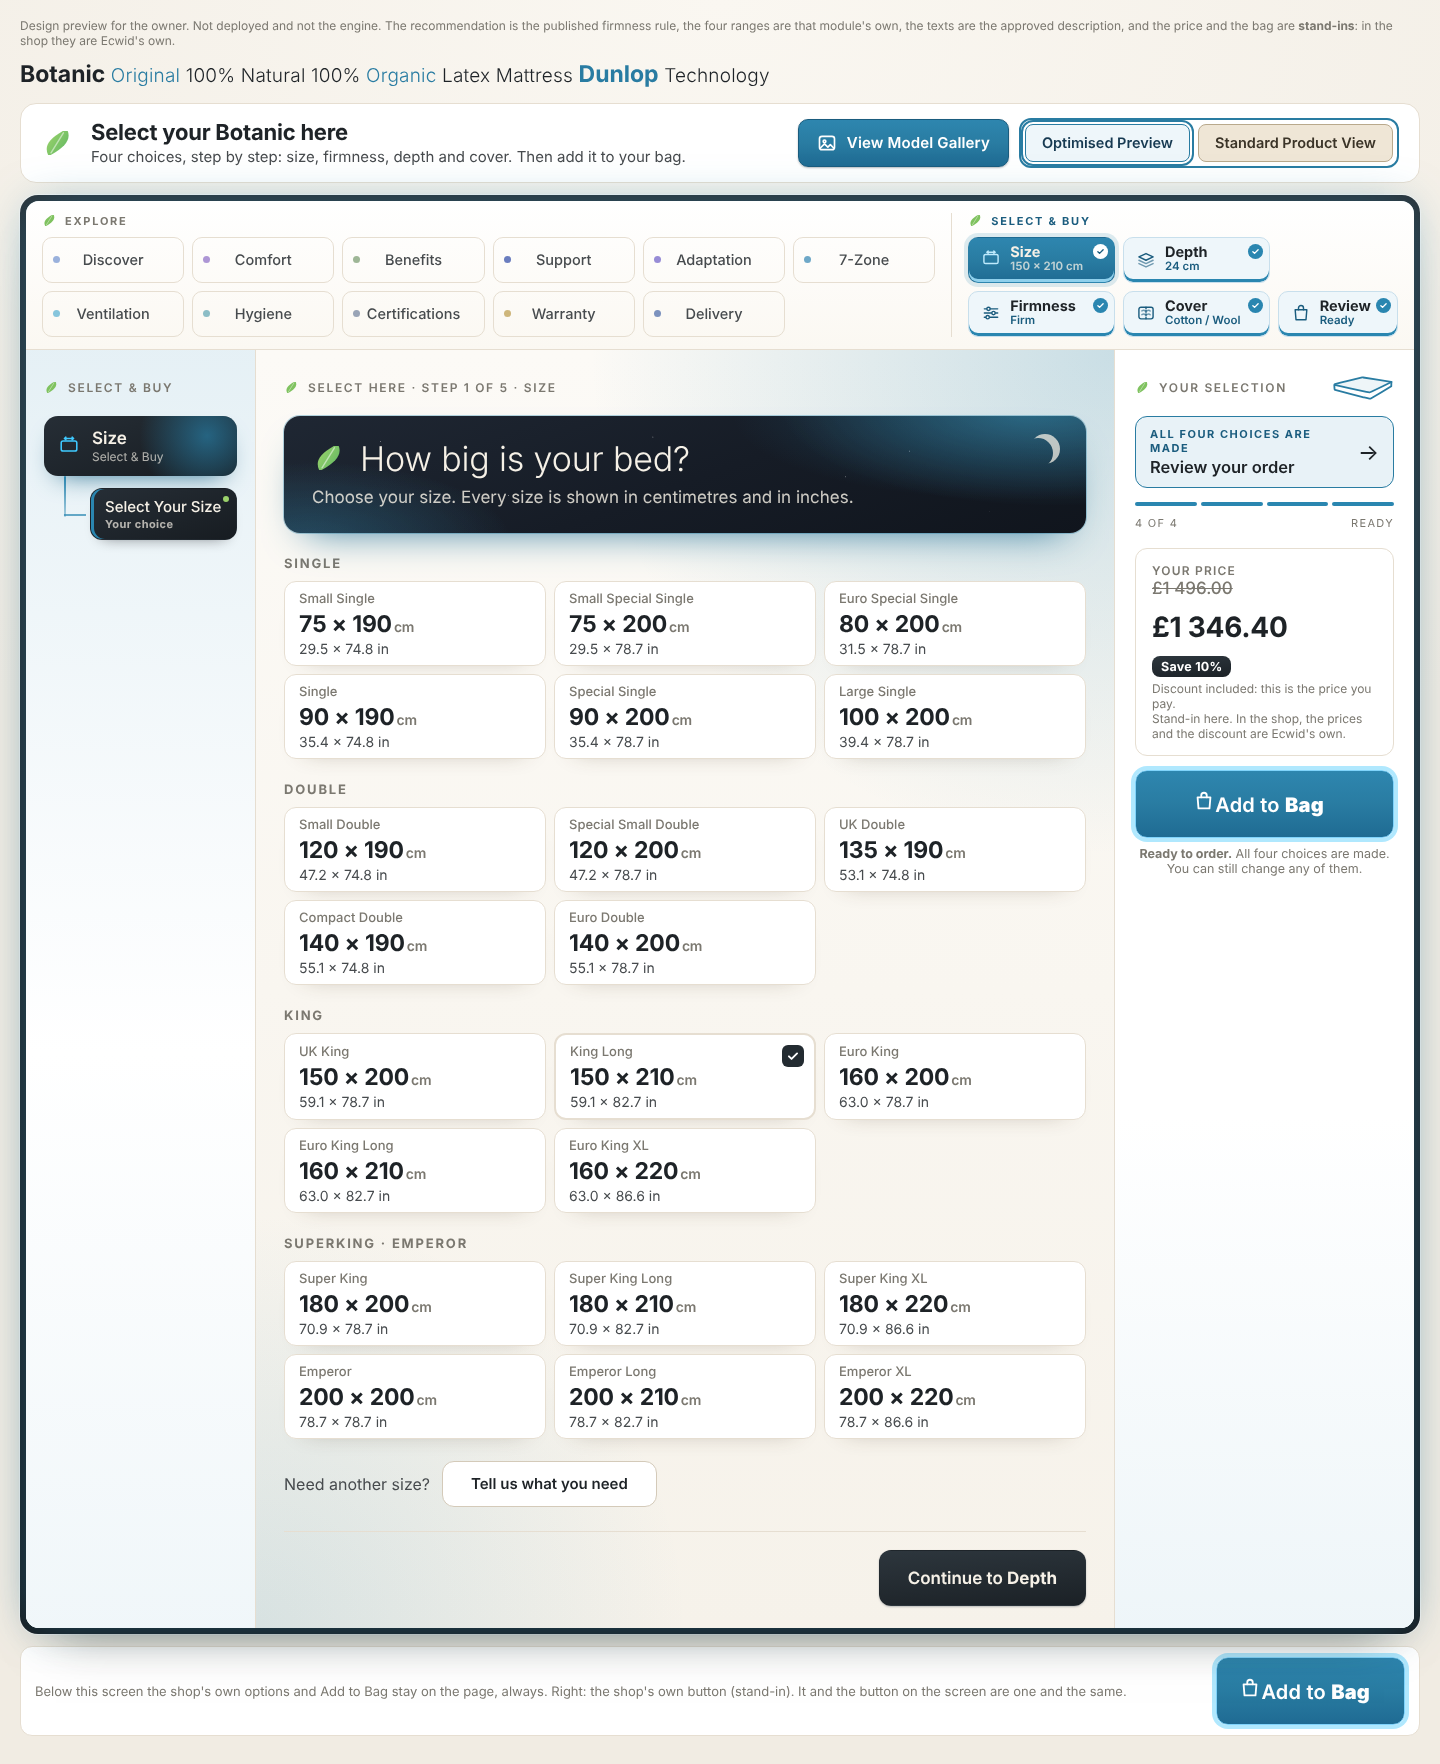 Design preview for the owner. Not deployed and not the engine. The recommendation is the published firmness rule, the four ranges are that module's own, the texts are the approved description, and the price and the bag are stand-ins: in the
shop they are Ecwid's own.
Botanic Original 100% Natural 100% Organic Latex Mattress Dunlop Technology
Select your Botanic here
Four choices, step by step: size, firmness, depth and cover. Then add it to your bag.
View Model Gallery
Optimised Preview
Standard Product View
EXPLORE
Discover
Comfort
Benefits
Support
Adaptation
7-Zone
Ventilation
Hygiene
Certifications
Warranty
Delivery
SELECT & BUY
Size
150 × 210 cm
Depth
24 cm
Firmness
Firm
Cover
Cotton / Wool
Review
Ready
SELECT & BUY
Size
Select & Buy
Select Your Size
Your choice
SELECT HERE · STEP 1 OF 5 · SIZE
How big is your bed?
Choose your size. Every size is shown in centimetres and in inches.
SINGLE
Small Single
75 × 190 cm
29.5 × 74.8 in
Small Special Single
75 × 200 cm
29.5 × 78.7 in
Euro Special Single
80 × 200 cm
31.5 × 78.7 in
Single
90 × 190 cm
35.4 × 74.8 in
Special Single
90 × 200 cm
35.4 × 78.7 in
Large Single
100 × 200 cm
39.4 × 78.7 in
DOUBLE
Small Double
120 × 190 cm
47.2 × 74.8 in
Special Small Double
120 × 200 cm
47.2 × 78.7 in
UK Double
135 × 190 cm
53.1 × 74.8 in
Compact Double
140 × 190 cm
55.1 × 74.8 in
Euro Double
140 × 200 cm
55.1 × 78.7 in
KING
UK King
150 × 200 cm
59.1 × 78.7 in
King Long
150 × 210 cm
59.1 × 82.7 in
Euro King
160 × 200 cm
63.0 × 78.7 in
Euro King Long
160 × 210 cm
63.0 × 82.7 in
Euro King XL
160 × 220 cm
63.0 × 86.6 in
SUPERKING · EMPEROR
Super King
180 × 200 cm
70.9 × 78.7 in
Super King Long
180 × 210 cm
70.9 × 82.7 in
Super King XL
180 × 220 cm
70.9 × 86.6 in
Emperor
200 × 200 cm
78.7 × 78.7 in
Emperor Long
200 × 210 cm
78.7 × 82.7 in
Emperor XL
200 × 220 cm
78.7 × 86.6 in
Need another size?
Tell us what you need
Continue to Depth
YOUR SELECTION
ALL FOUR CHOICES ARE
MADE
Review your order
4 OF 4
READY
YOUR PRICE
£1 496.00
£1 346.40
Save 10%
Discount included: this is the price you
pay.
Stand-in here. In the shop, the prices
and the discount are Ecwid's own.
Add to Bag
Ready to order. All four choices are made.
You can still change any of them.
Below this screen the shop's own options and Add to Bag stay on the page, always. Right: the shop's own button (stand-in). It and the button on the screen are one and the same.
Add to Bag